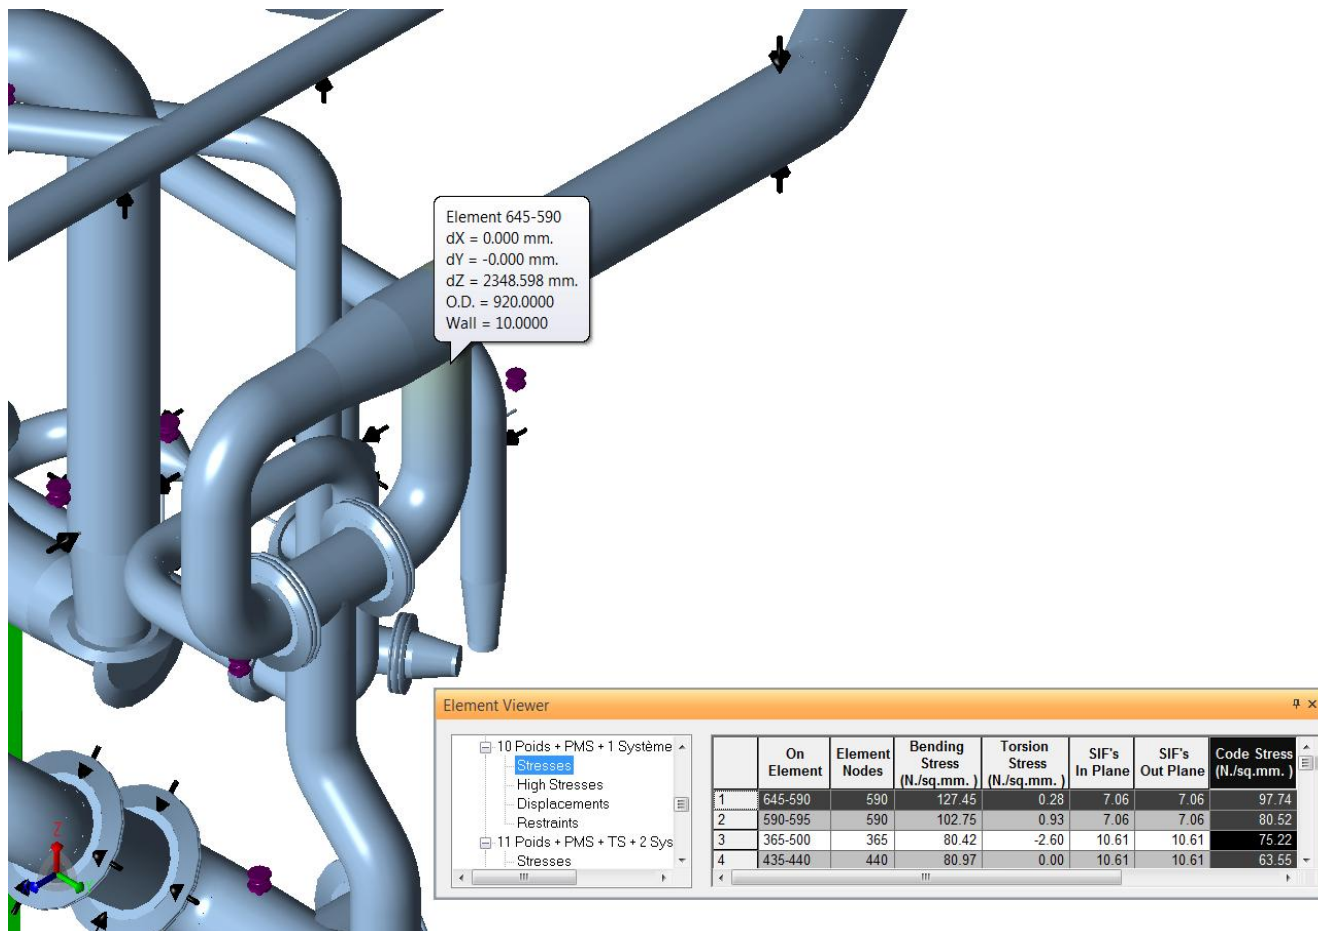 Element 645-590
dX = 0.000 mm.
dY = -0.000 mm.
dZ = 2348.598 mm.
O.D. = 920.0000
Wall = 10.0000
Element Viewer
10 Poids + PMS + 1 Système
Stresses
High Stresses
Displacements
Restraints
11 Poids + PMS + TS + 2 Sys
Stresses
On Element Element Nodes Bending Stress (N./sq.mm. ) Torsion Stress (N./sq.mm. ) SIF's In Plane SIF's Out Plane Code Stress (N./sq.mm. )
1 645-590 590 127.45 0.28 7.06 7.06 97.74
2 590-595 590 102.75 0.93 7.06 7.06 80.52
3 365-500 365 80.42 -2.60 10.61 10.61 75.22
4 435-440 440 80.97 0.00 10.61 10.61 63.55
Z